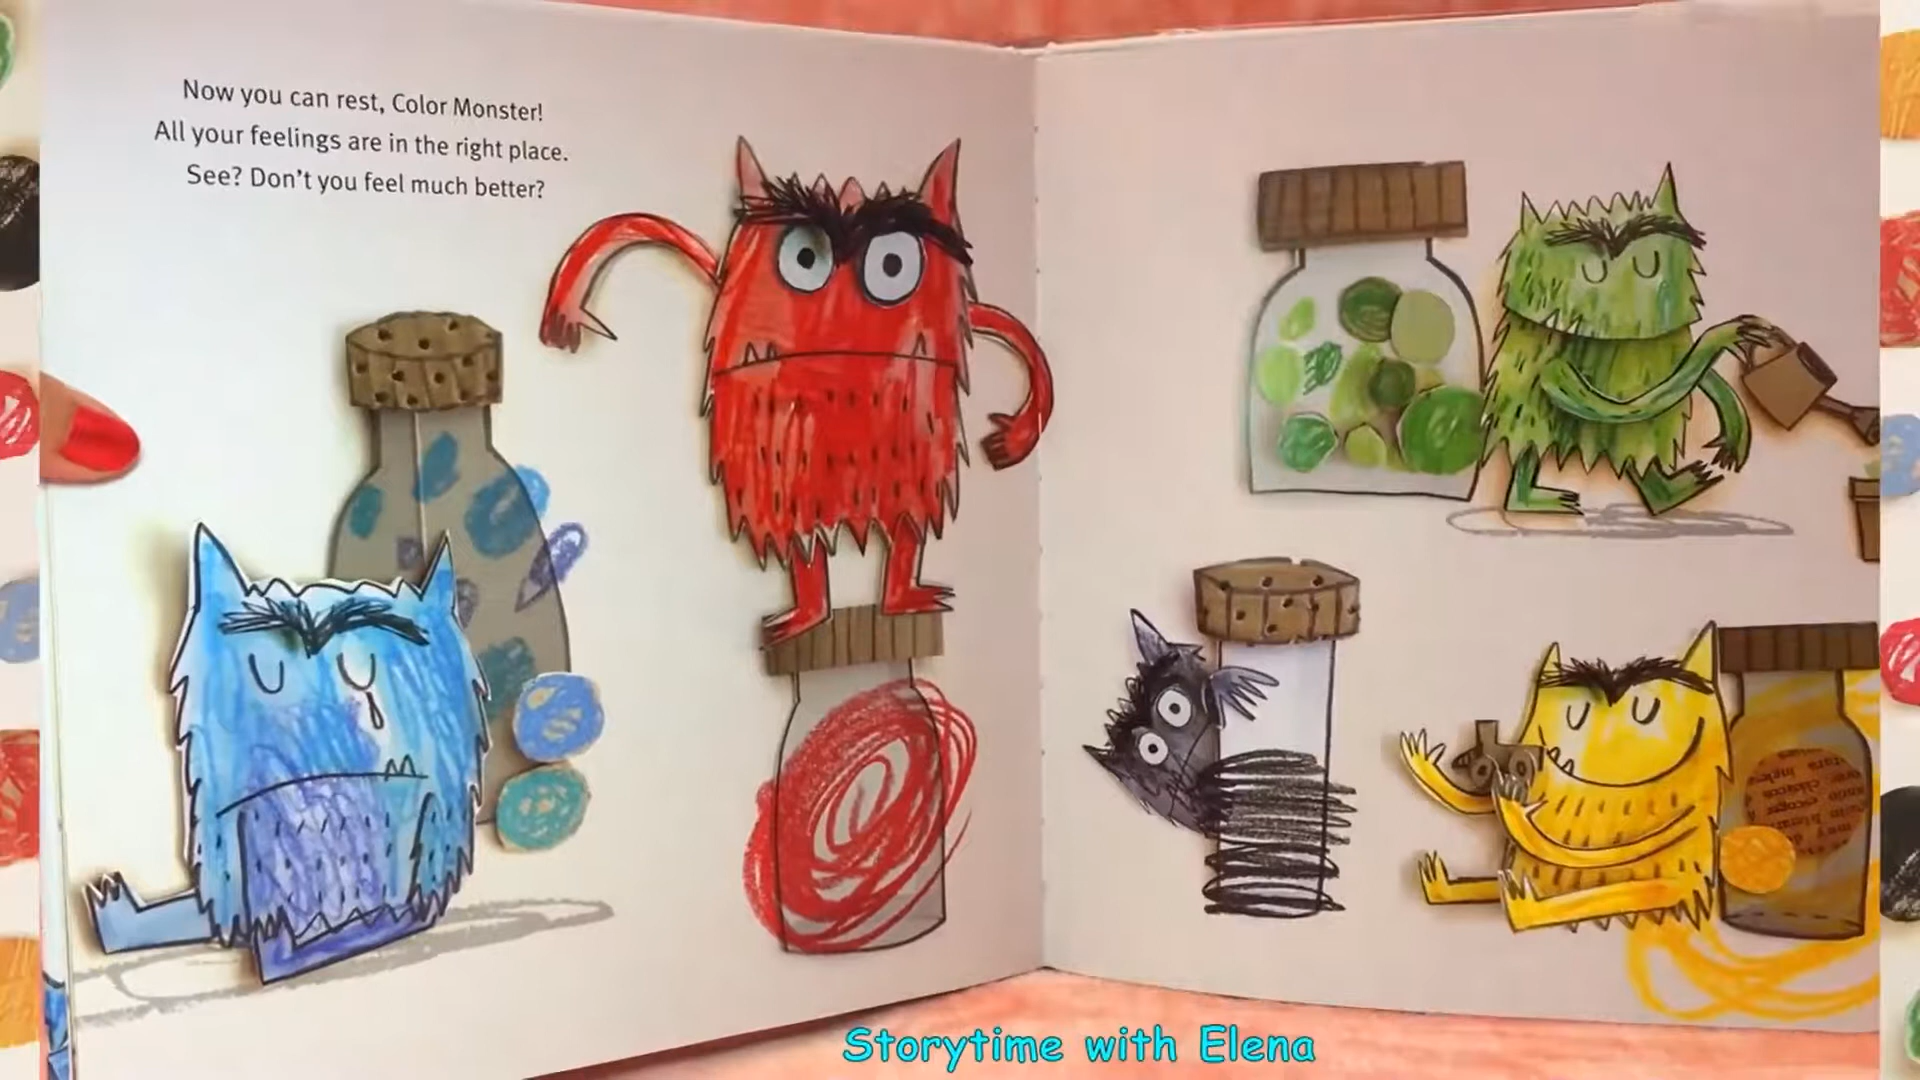 Now you can rest, Color Monster!
All your feelings are in the right place.
See? Don't you feel much better?
Storytime with Elena